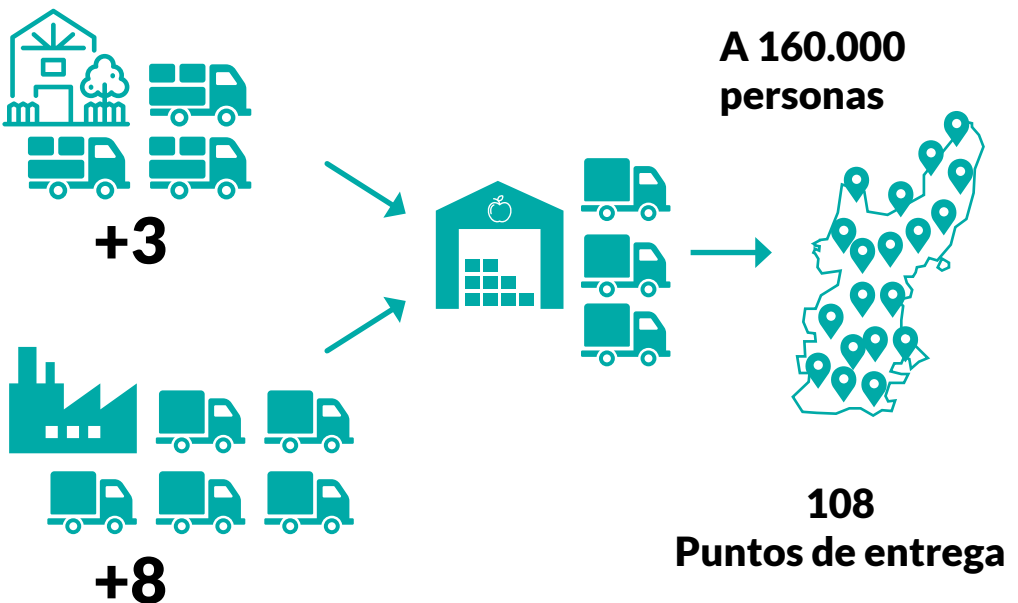 A 160.000
personas
+3
+8
108
Puntos de entrega